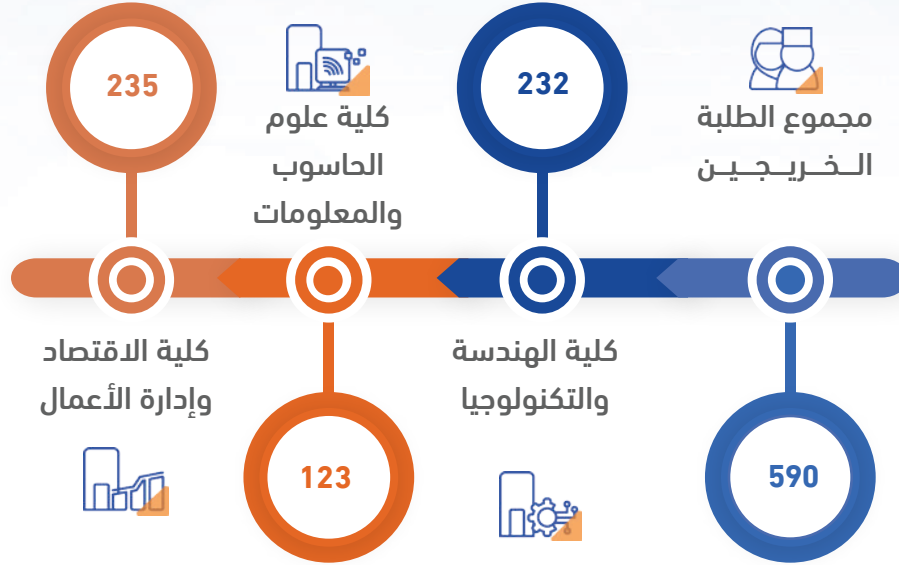 مجموع الطلبة
الـخـريـجـيـن
590
232
كلية الهندسة
والتكنولوجيا
كلية علوم
الحاسوب
والمعلومات
123
235
كلية الاقتصاد
وإدارة الأعمال